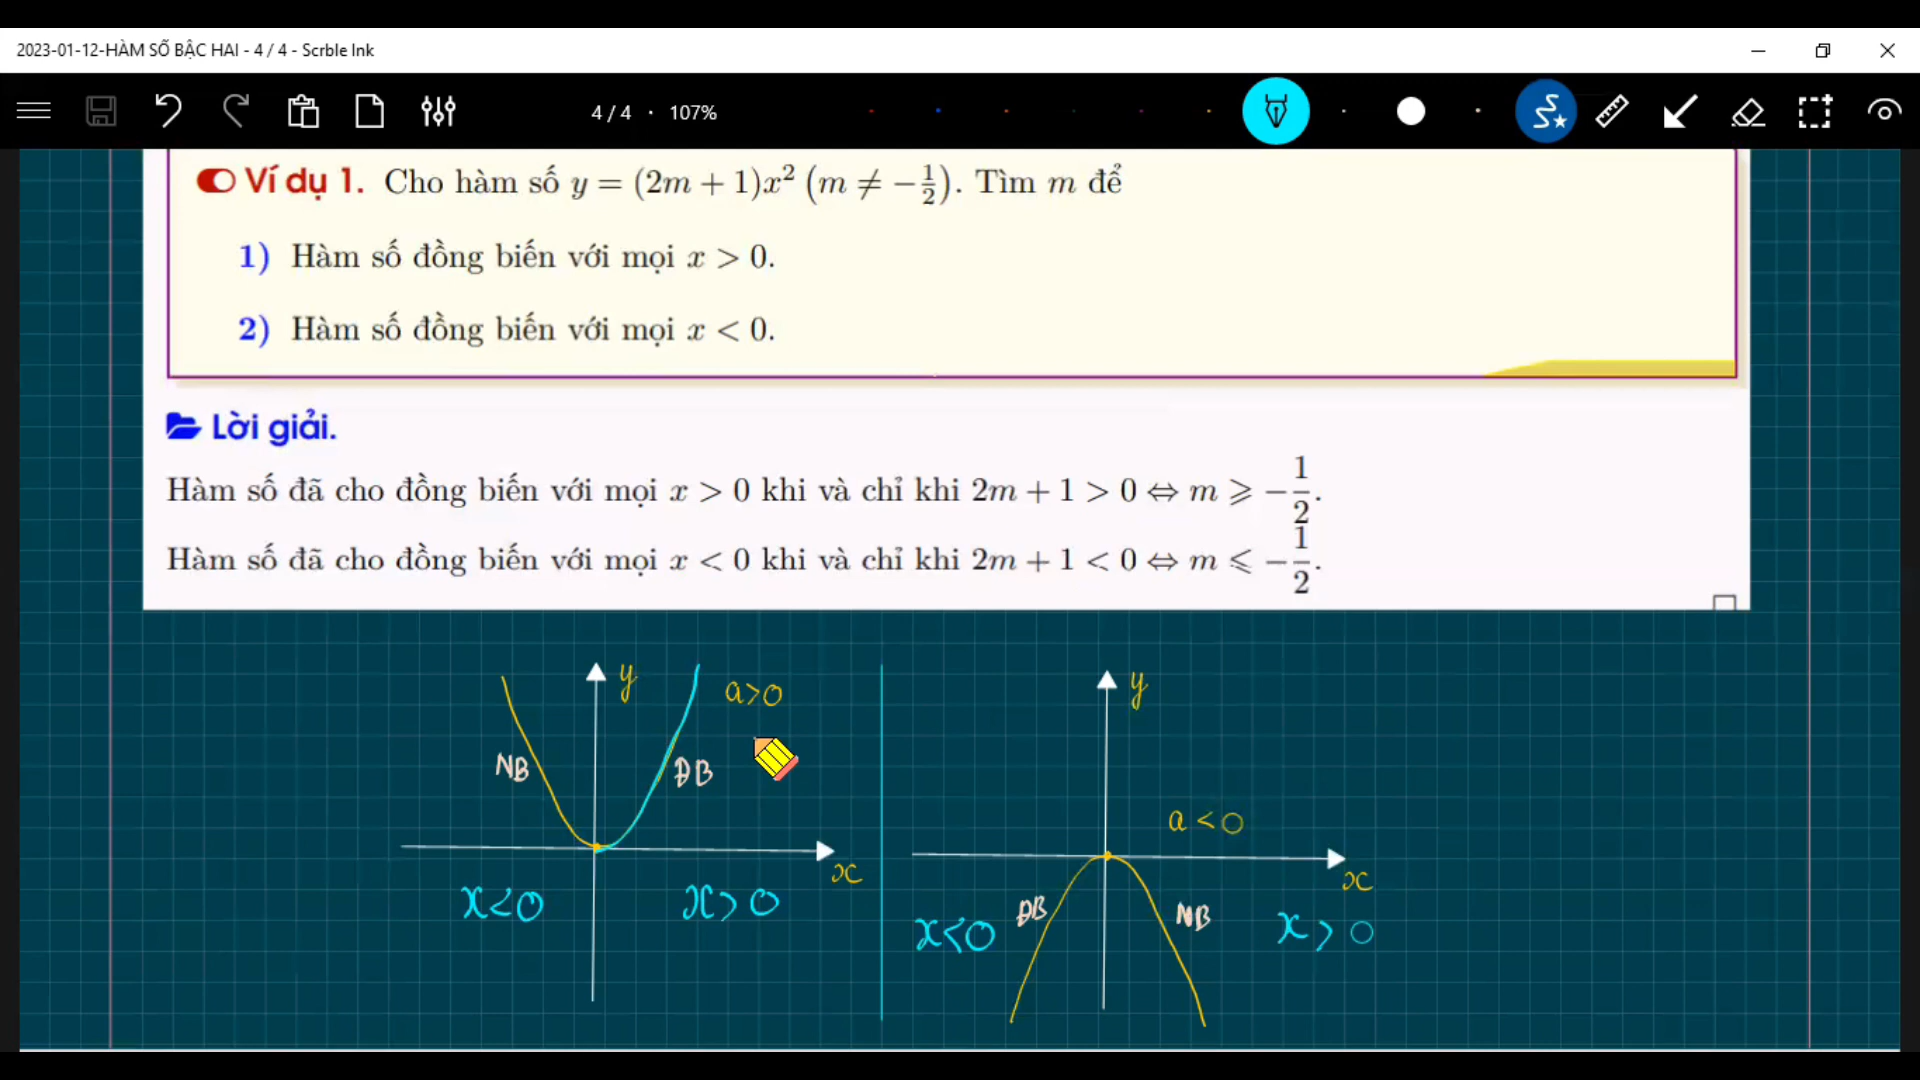 2023-01-12-HÀM SỐ BẬC HAI - 4 / 4 - Scrble Ink
4 / 4 · 107%
Ví dụ 1. Cho hàm số y = (2m + 1)x² (m ≠ −1/2). Tìm m để
1) Hàm số đồng biến với mọi x > 0.
2) Hàm số đồng biến với mọi x < 0.
Lời giải.
Hàm số đã cho đồng biến với mọi x > 0 khi và chỉ khi 2m + 1 > 0 ⇔ m ⩾ −1/2.
Hàm số đã cho đồng biến với mọi x < 0 khi và chỉ khi 2m + 1 < 0 ⇔ m ⩽ −1/2.
y
a>0
NB
ĐB
x
x<0
x>0
y
a<0
x
ĐB
NB
x<0
x>0